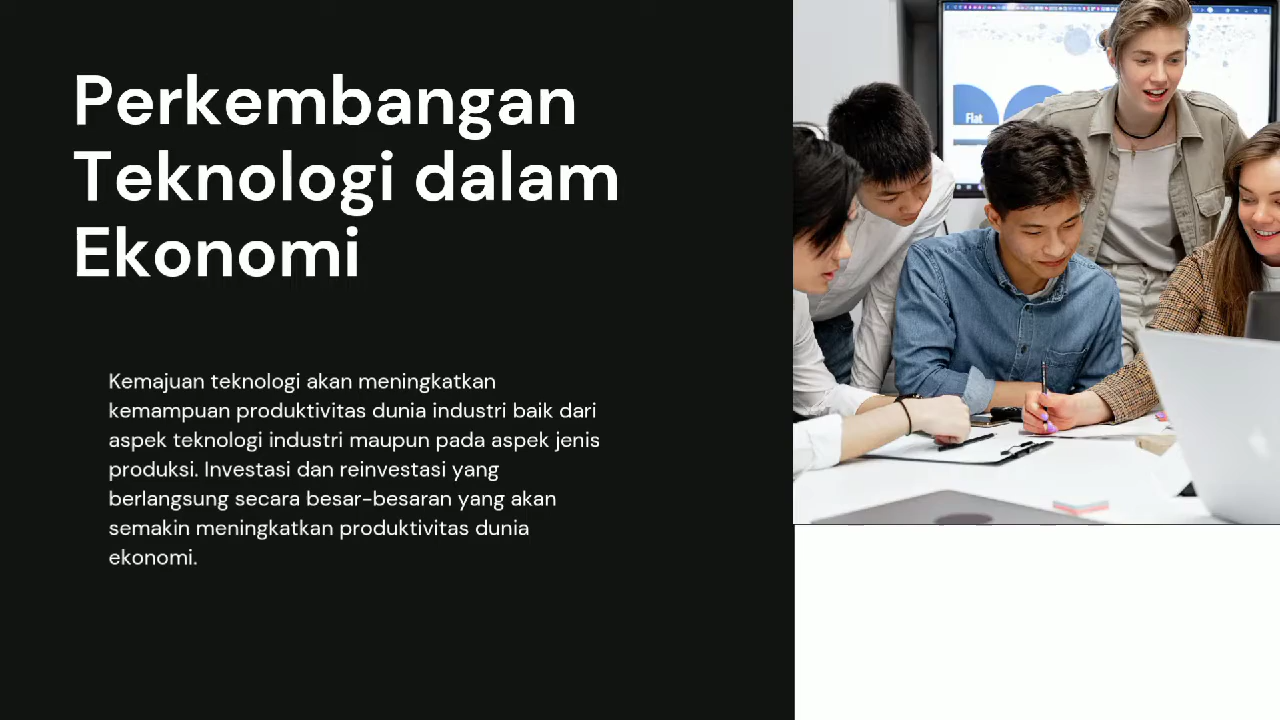 Perkembangan
Teknologi dalam
Ekonomi
Kemajuan teknologi akan meningkatkan
kemampuan produktivitas dunia industri baik dari
aspek teknologi industri maupun pada aspek jenis
produksi. Investasi dan reinvestasi yang
berlangsung secara besar-besaran yang akan
semakin meningkatkan produktivitas dunia
ekonomi.
Flat